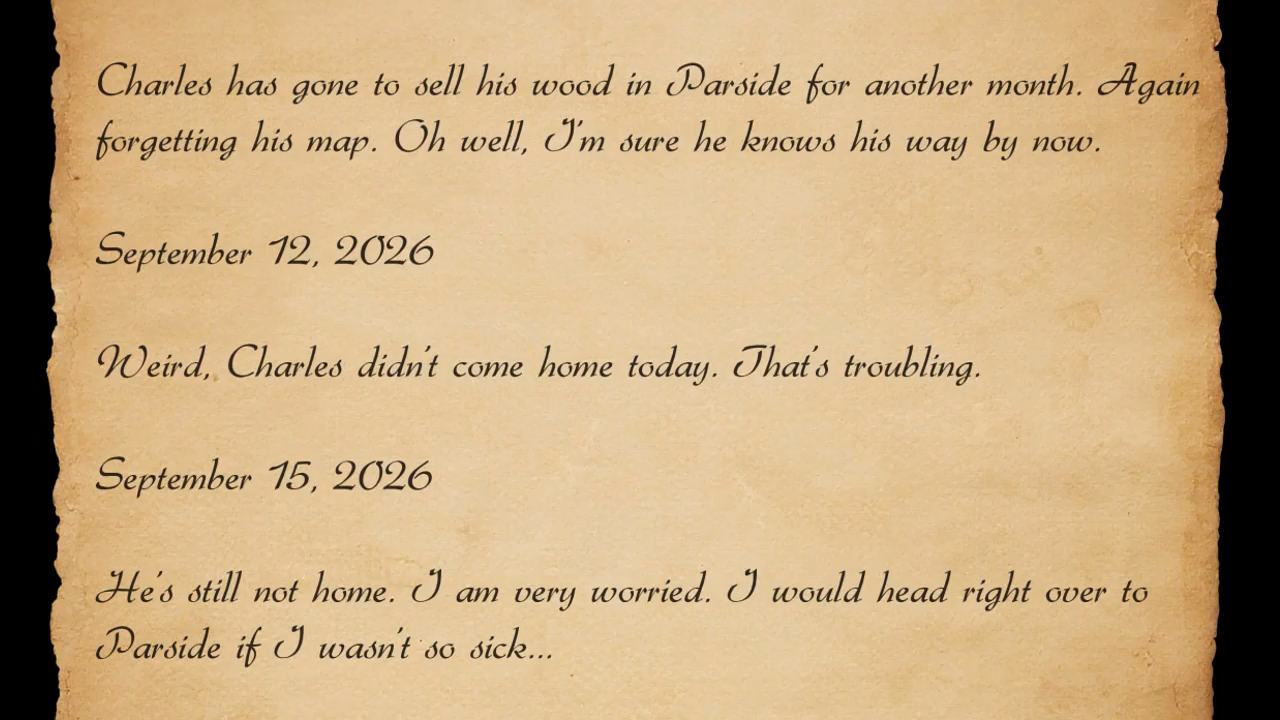 Charles has gone to sell his wood in Parside for another month. Again
forgetting his map. Oh well, I'm sure he knows his way by now.
September 12, 2026
Weird, Charles didn't come home today. That's troubling.
September 15, 2026
He's still not home. I am very worried. I would head right over to
Parside if I wasn't so sick...